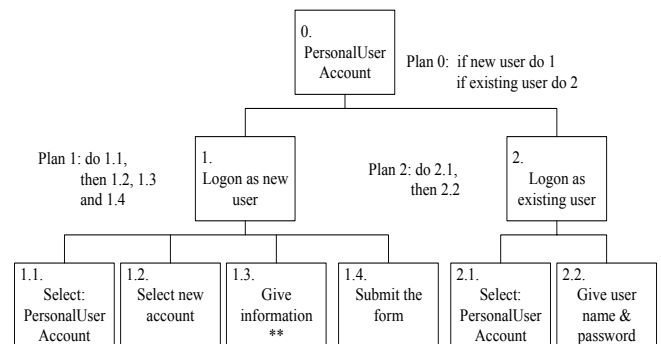 0.
PersonalUser
Account
Plan 0: if new user do 1
if existing user do 2
Plan 1: do 1.1,
then 1.2, 1.3
and 1.4
1.
Logon as new
user
Plan 2: do 2.1,
then 2.2
2.
Logon as
existing user
1.1.
Select:
PersonalUser
Account
1.2.
Select new
account
1.3.
Give
information
**
1.4.
Submit the
form
2.1.
Select:
PersonalUser
Account
2.2.
Give user
name &
password